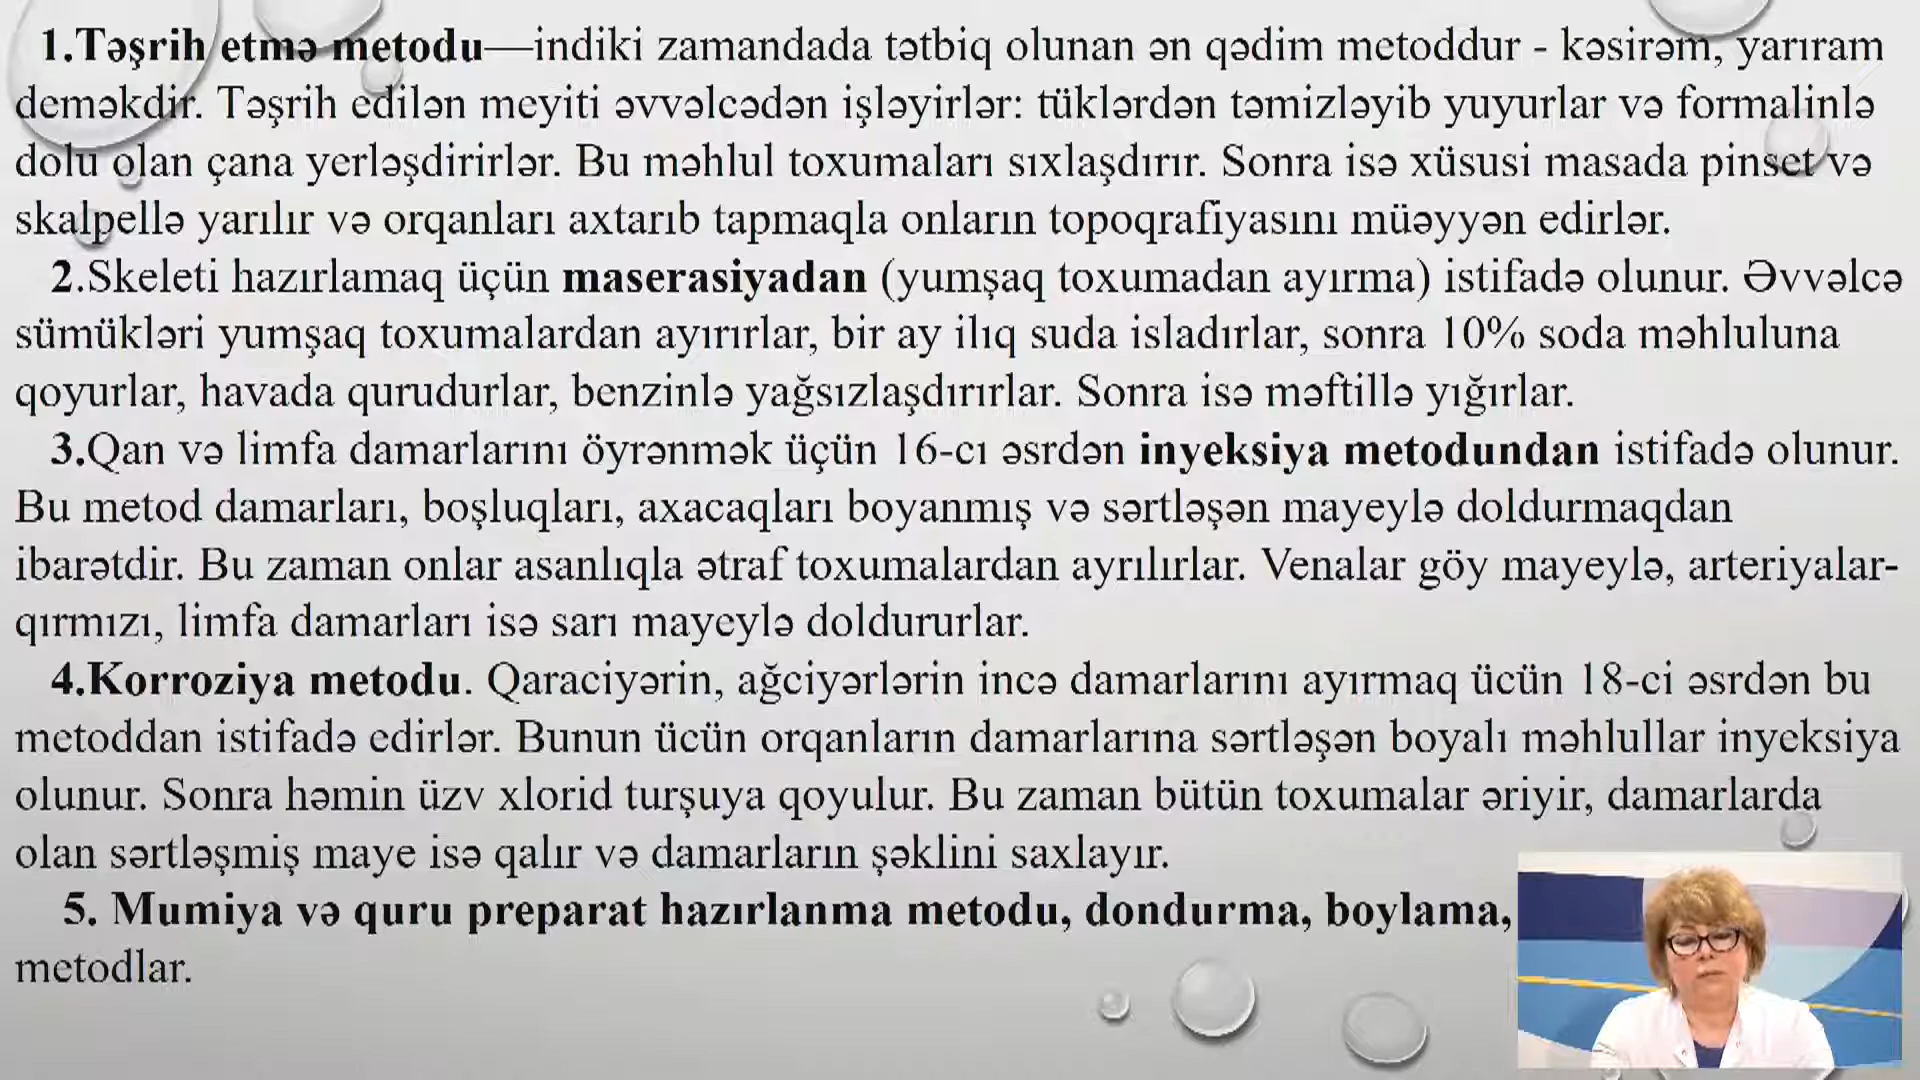 1.Təşrih etmə metodu—indiki zamandada tətbiq olunan ən qədim metoddur - kəsirəm, yarıram
deməkdir. Təşrih edilən meyiti əvvəlcədən işləyirlər: tüklərdən təmizləyib yuyurlar və formalinlə
dolu olan çana yerləşdirirlər. Bu məhlul toxumaları sıxlaşdırır. Sonra isə xüsusi masada pinset və
skalpellə yarılır və orqanları axtarıb tapmaqla onların topoqrafiyasını müəyyən edirlər.
2.Skeleti hazırlamaq üçün maserasiyadan (yumşaq toxumadan ayırma) istifadə olunur. Əvvəlcə
sümükləri yumşaq toxumalardan ayırırlar, bir ay ilıq suda isladırlar, sonra 10% soda məhluluna
qoyurlar, havada qurudurlar, benzinlə yağsızlaşdırırlar. Sonra isə məftillə yığırlar.
3.Qan və limfa damarlarını öyrənmək üçün 16-cı əsrdən inyeksiya metodundan istifadə olunur.
Bu metod damarları, boşluqları, axacaqları boyanmış və sərtləşən mayeylə doldurmaqdan
ibarətdir. Bu zaman onlar asanlıqla ətraf toxumalardan ayrılırlar. Venalar göy mayeylə, arteriyalar-
qırmızı, limfa damarları isə sarı mayeylə doldururlar.
4.Korroziya metodu. Qaraciyərin, ağciyərlərin incə damarlarını ayırmaq ücün 18-ci əsrdən bu
metoddan istifadə edirlər. Bunun ücün orqanların damarlarına sərtləşən boyalı məhlullar inyeksiya
olunur. Sonra həmin üzv xlorid turşuya qoyulur. Bu zaman bütün toxumalar əriyir, damarlarda
olan sərtləşmiş maye isə qalır və damarların şəklini saxlayır.
5. Mumiya və quru preparat hazırlanma metodu, dondurma, boylama,
metodlar.